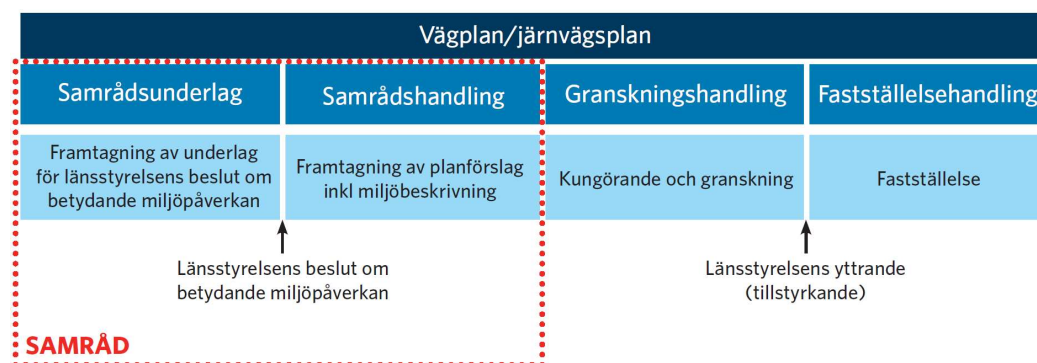 Vägplan/järnvägsplan
Samrådsunderlag
Samrådshandling
Granskningshandling
Fastställelsehandling
Framtagning av underlag
för länsstyrelsens beslut om
betydande miljöpåverkan
Framtagning av planförslag
inkl miljöbeskrivning
Kungörande och granskning
Fastställelse
Länsstyrelsens beslut om
betydande miljöpåverkan
Länsstyrelsens yttrande
(tillstyrkande)
SAMRÅD